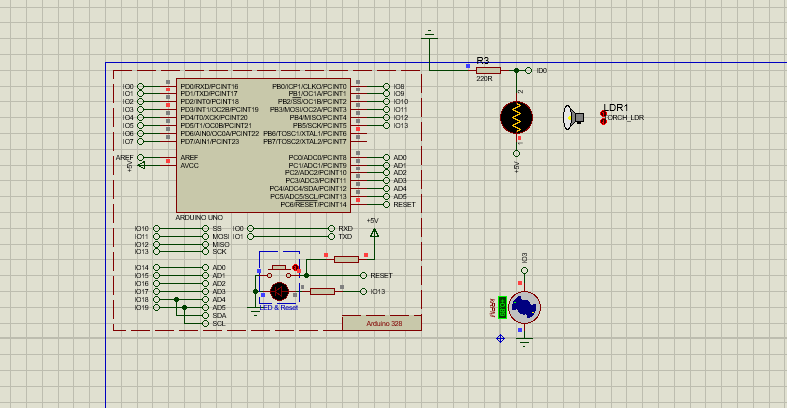 R3
IO0
220R
IO0 PD0/RXD/PCINT16 PB0/ICP1/CLKO/PCINT0 IO8
IO1 PD1/TXD/PCINT17 PB1/OC1A/PCINT1 IO9
IO2 PD2/INT0/PCINT18 PB2/SS/OC1B/PCINT2 IO10
IO3 PD3/INT1/OC2B/PCINT19 PB3/MOSI/OC2A/PCINT3 IO11
IO4 PD4/T0/XCK/PCINT20 PB4/MISO/PCINT4 IO12
IO5 PD5/T1/OC0B/PCINT21 PB5/SCK/PCINT5 IO13
IO6 PD6/AIN0/OC0A/PCINT22 PB6/TOSC1/XTAL1/PCINT6
IO7 PD7/AIN1/PCINT23 PB7/TOSC2/XTAL2/PCINT7
2
LDR1
TORCH_LDR
1
+5V
AREF AREF PC0/ADC0/PCINT8 AD0
+5V AVCC PC1/ADC1/PCINT9 AD1
PC2/ADC2/PCINT10 AD2
PC3/ADC3/PCINT11 AD3
PC4/ADC4/SDA/PCINT12 AD4
PC5/ADC5/SCL/PCINT13 AD5
PC6/RESET/PCINT14 RESET
ARDUINO UNO
+5V
IO10 SS IO0 RXD
IO11 MOSI IO1 TXD
IO12 MISO
IO13 SCK
IO14 AD0
IO15 AD1 RESET
IO16 AD2
IO17 AD3 IO13
IO18 AD4
IO19 AD5
SDA
SCL
LED & Reset
Arduino 328
IO3